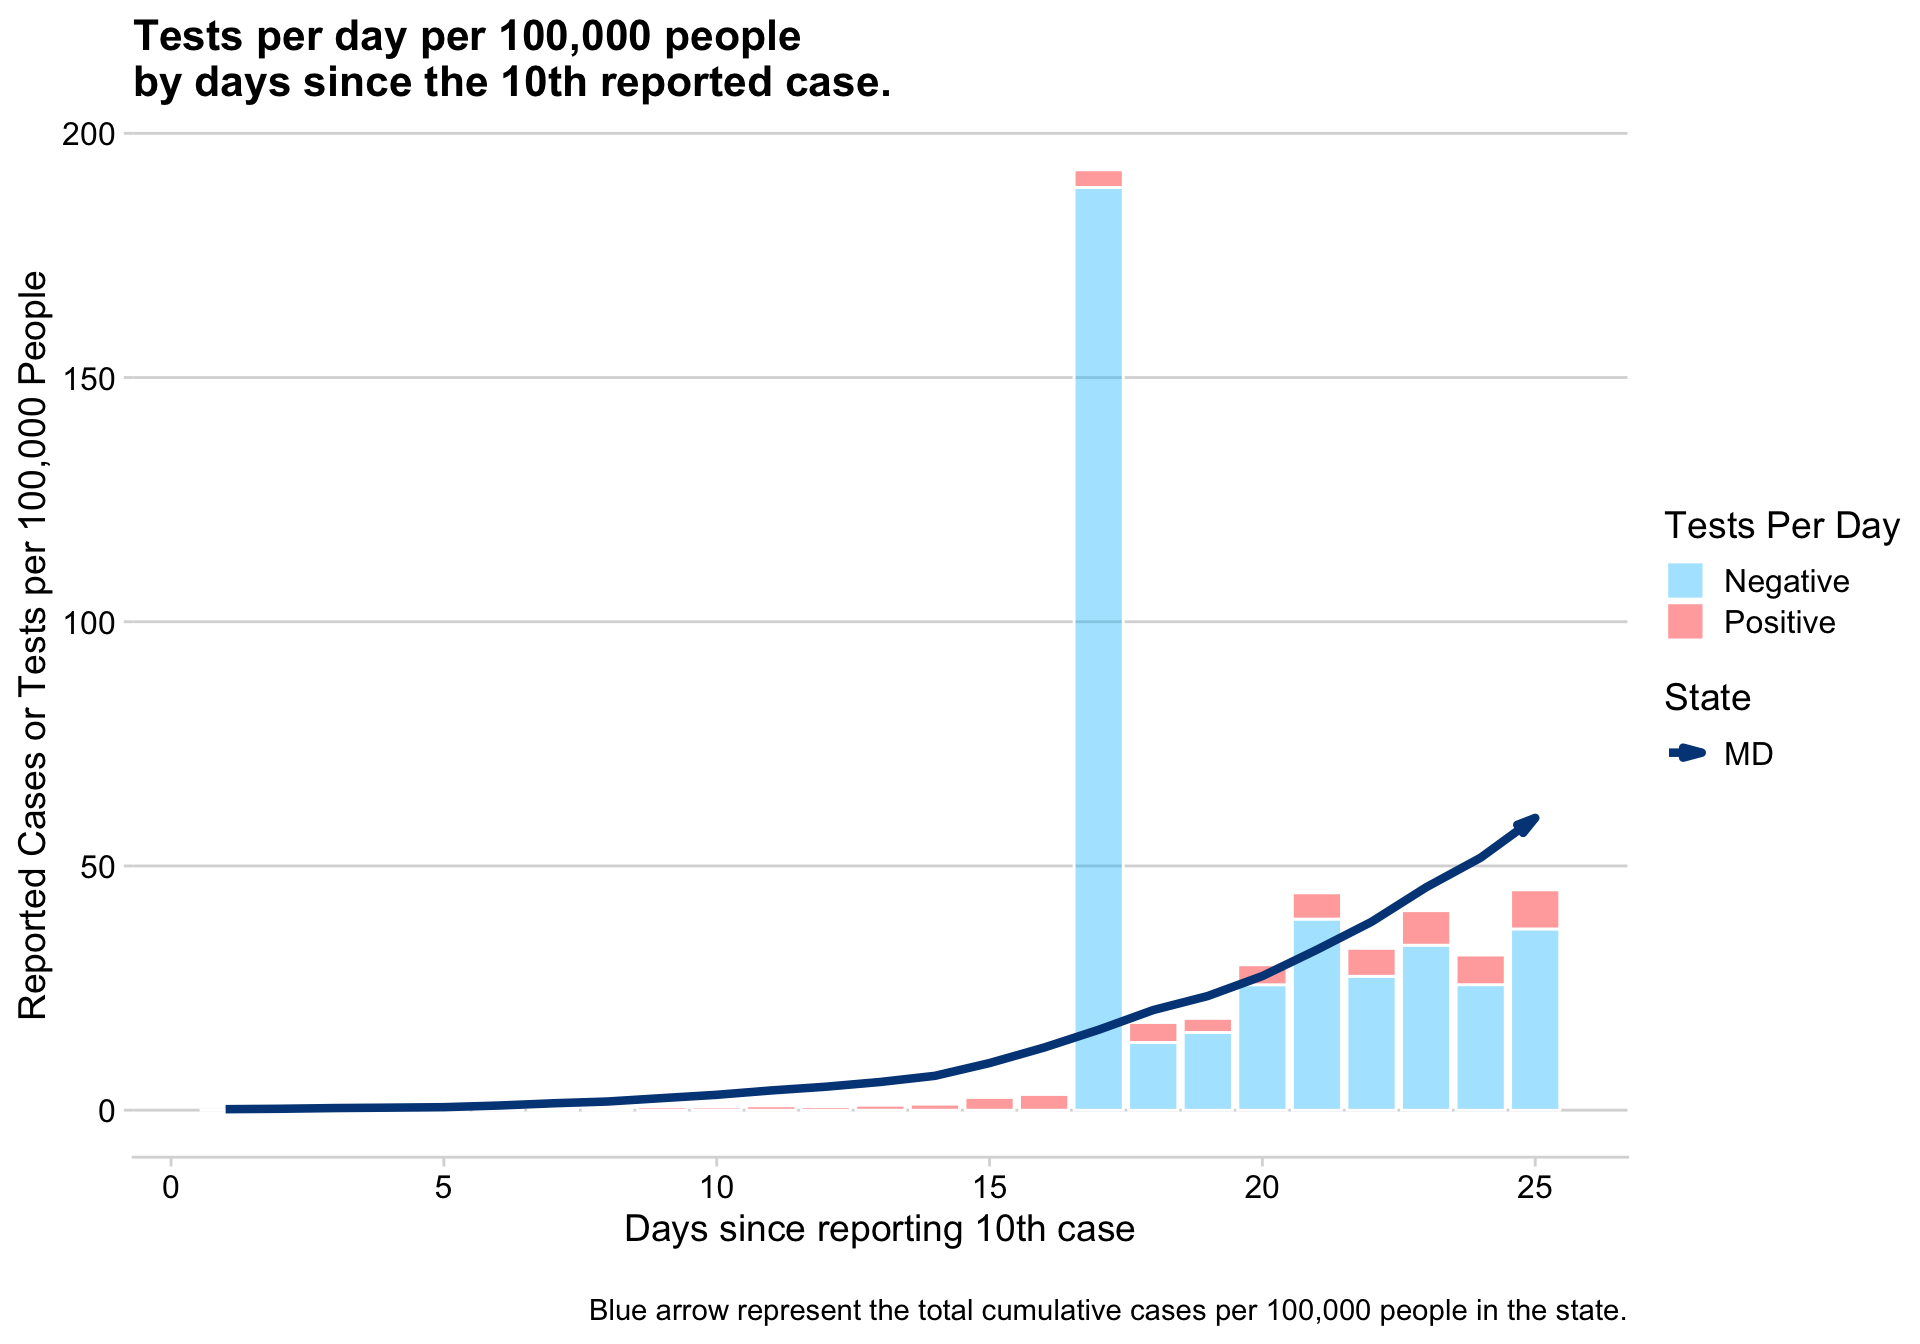 Tests per day per 100,000 people
by days since the 10th reported case.
Reported Cases or Tests per 100,000 People
200
150
100
50
0
0
5
10
15
20
25
Days since reporting 10th case
Tests Per Day
Negative
Positive
State
MD
Blue arrow represent the total cumulative cases per 100,000 people in the state.